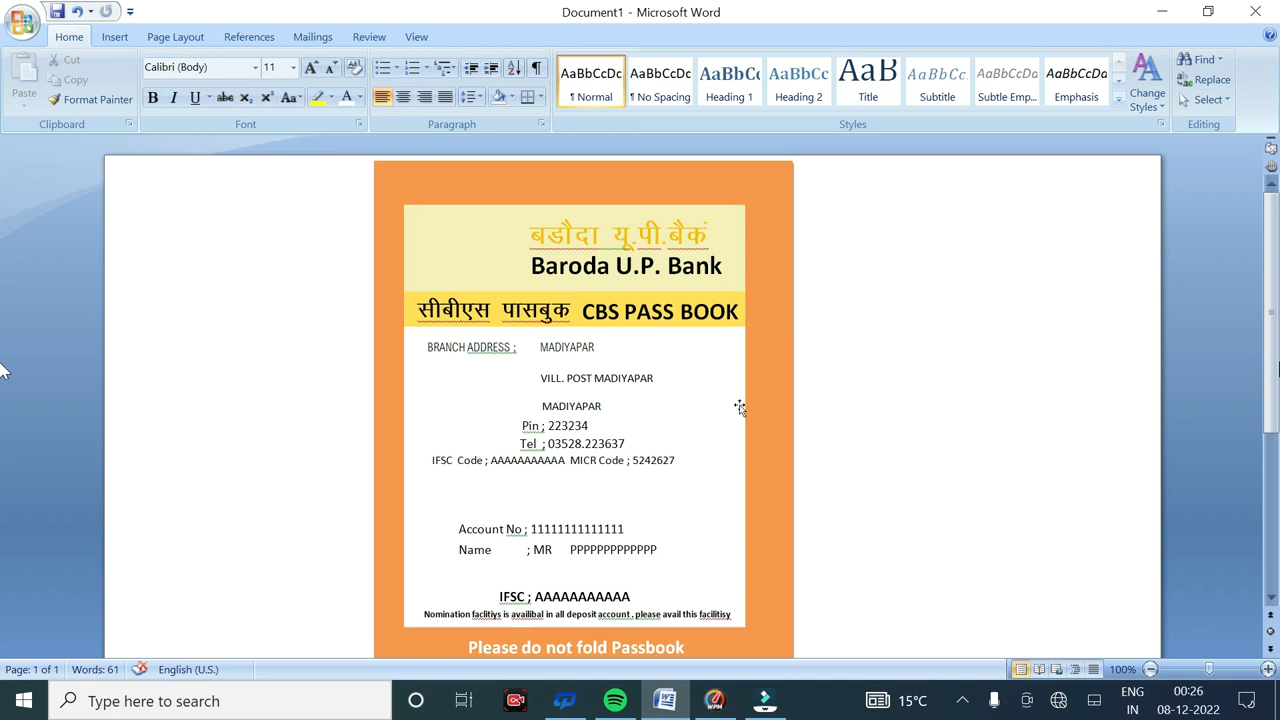 Document1 - Microsoft Word
Home Insert Page Layout References Mailings Review View
Cut
Copy
Format Painter
Paste
Clipboard
Calibri (Body) 11
Font
Paragraph
AaBbCcDc AaBbCcDc AaBbCc AaBbCc AaB AaBbCc. AaBbCcDa AaBbCcDa
¶ Normal ¶ No Spacing Heading 1 Heading 2 Title Subtitle Subtle Emp... Emphasis
Change Styles
Styles
Find
Replace
Select
Editing
बडौदा यू.पी.बैकं
Baroda U.P. Bank
सीबीएस पासबुक CBS PASS BOOK
BRANCH ADDRESS ; MADIYAPAR
VILL. POST MADIYAPAR
MADIYAPAR
Pin ; 223234
Tel ; 03528.223637
IFSC Code ; AAAAAAAAAAA MICR Code ; 5242627
Account No ; 11111111111111
Name ; MR PPPPPPPPPPPPP
IFSC ; AAAAAAAAAAA
Nomination faclitiys is availibal in all deposit account . please avail this facilitisy
Please do not fold Passbook
Page: 1 of 1 Words: 61 English (U.S.) 100%
Type here to search
WPM
15°C
ENG
IN
00:26
08-12-2022